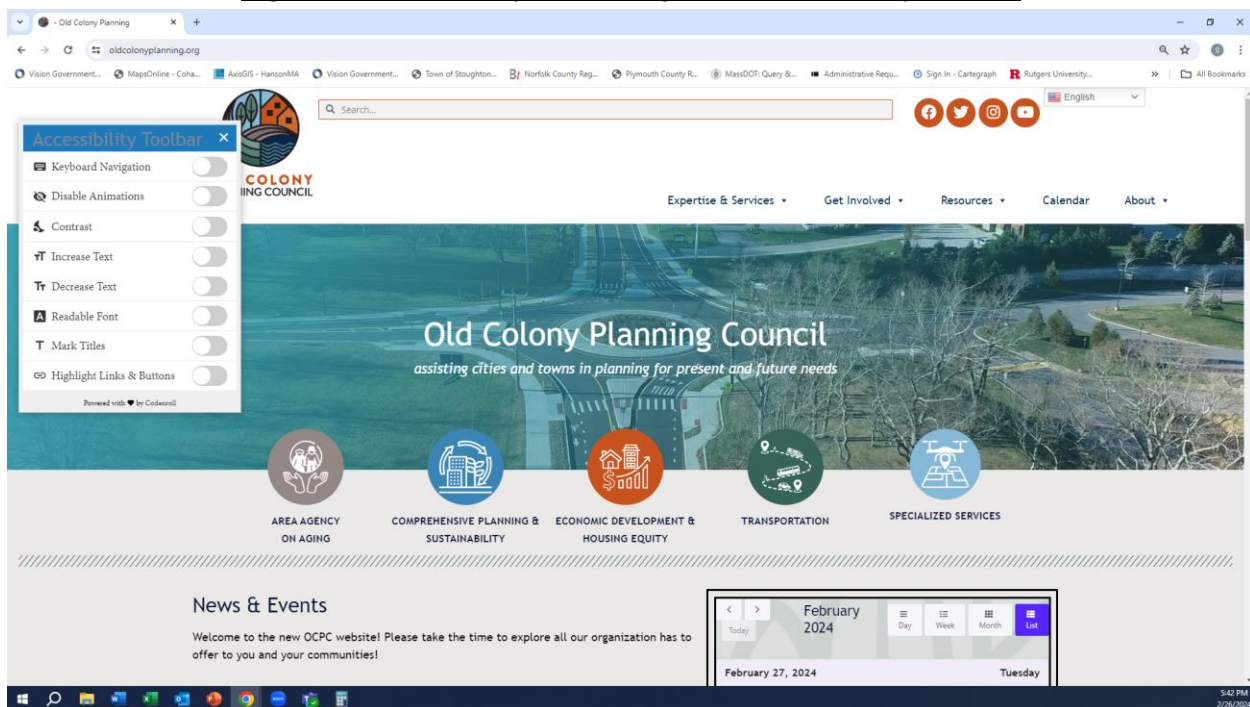 - Old Colony Planning
oldcolonyplanning.org
Vision Government... MapsOnline - Coha... AxisGIS - HansonMA Vision Government... Town of Stoughton... Norfolk County Reg... Plymouth County R... MassDOT: Query &... Administrative Requ... Sign In - Cartegraph Rutgers University... » All Bookmarks
Search...
English
Accessibility Toolbar ×
Keyboard Navigation
Disable Animations
Contrast
Increase Text
Decrease Text
Readable Font
Mark Titles
Highlight Links & Buttons
Powered with ♥ by Codenroll
COLONY
COUNCIL
Expertise & Services Get Involved Resources Calendar About
Old Colony Planning Council
assisting cities and towns in planning for present and future needs
AREA AGENCY
ON AGING
COMPREHENSIVE PLANNING &
SUSTAINABILITY
ECONOMIC DEVELOPMENT &
HOUSING EQUITY
TRANSPORTATION
SPECIALIZED SERVICES
News & Events
Welcome to the new OCPC website! Please take the time to explore all our organization has to
offer to you and your communities!
Today
February
2024
Day Week Month List
February 27, 2024 Tuesday
5:42 PM